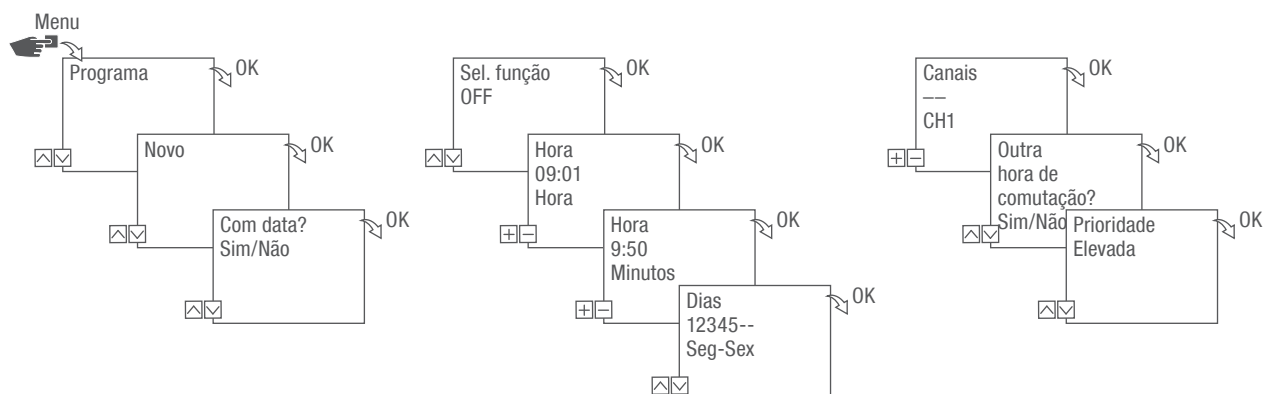 Menu
Programa
OK
Novo
OK
Com data?
Sim/Não
OK
Sel. função
OFF
OK
Hora
09:01
Hora
OK
Hora
9:50
Minutos
OK
Dias
12345--
Seg-Sex
OK
Canais
––
CH1
OK
Outra
hora de
comutação?
Sim/Não
OK
Prioridade
Elevada
OK